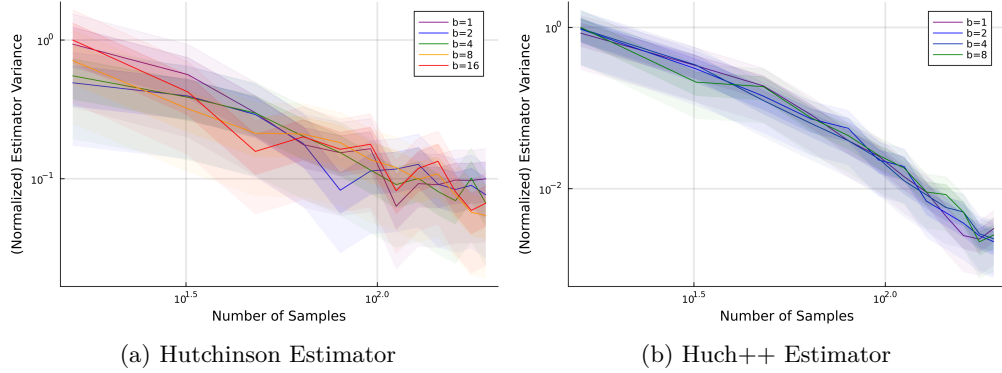 (Normalized) Estimator Variance
10^0
10^-1
10^1.5
10^2.0
Number of Samples
b=1
b=2
b=4
b=8
b=16
(a) Hutchinson Estimator
(Normalized) Estimator Variance
10^0
10^-2
10^1.5
10^2.0
Number of Samples
b=1
b=2
b=4
b=8
(b) Huch++ Estimator